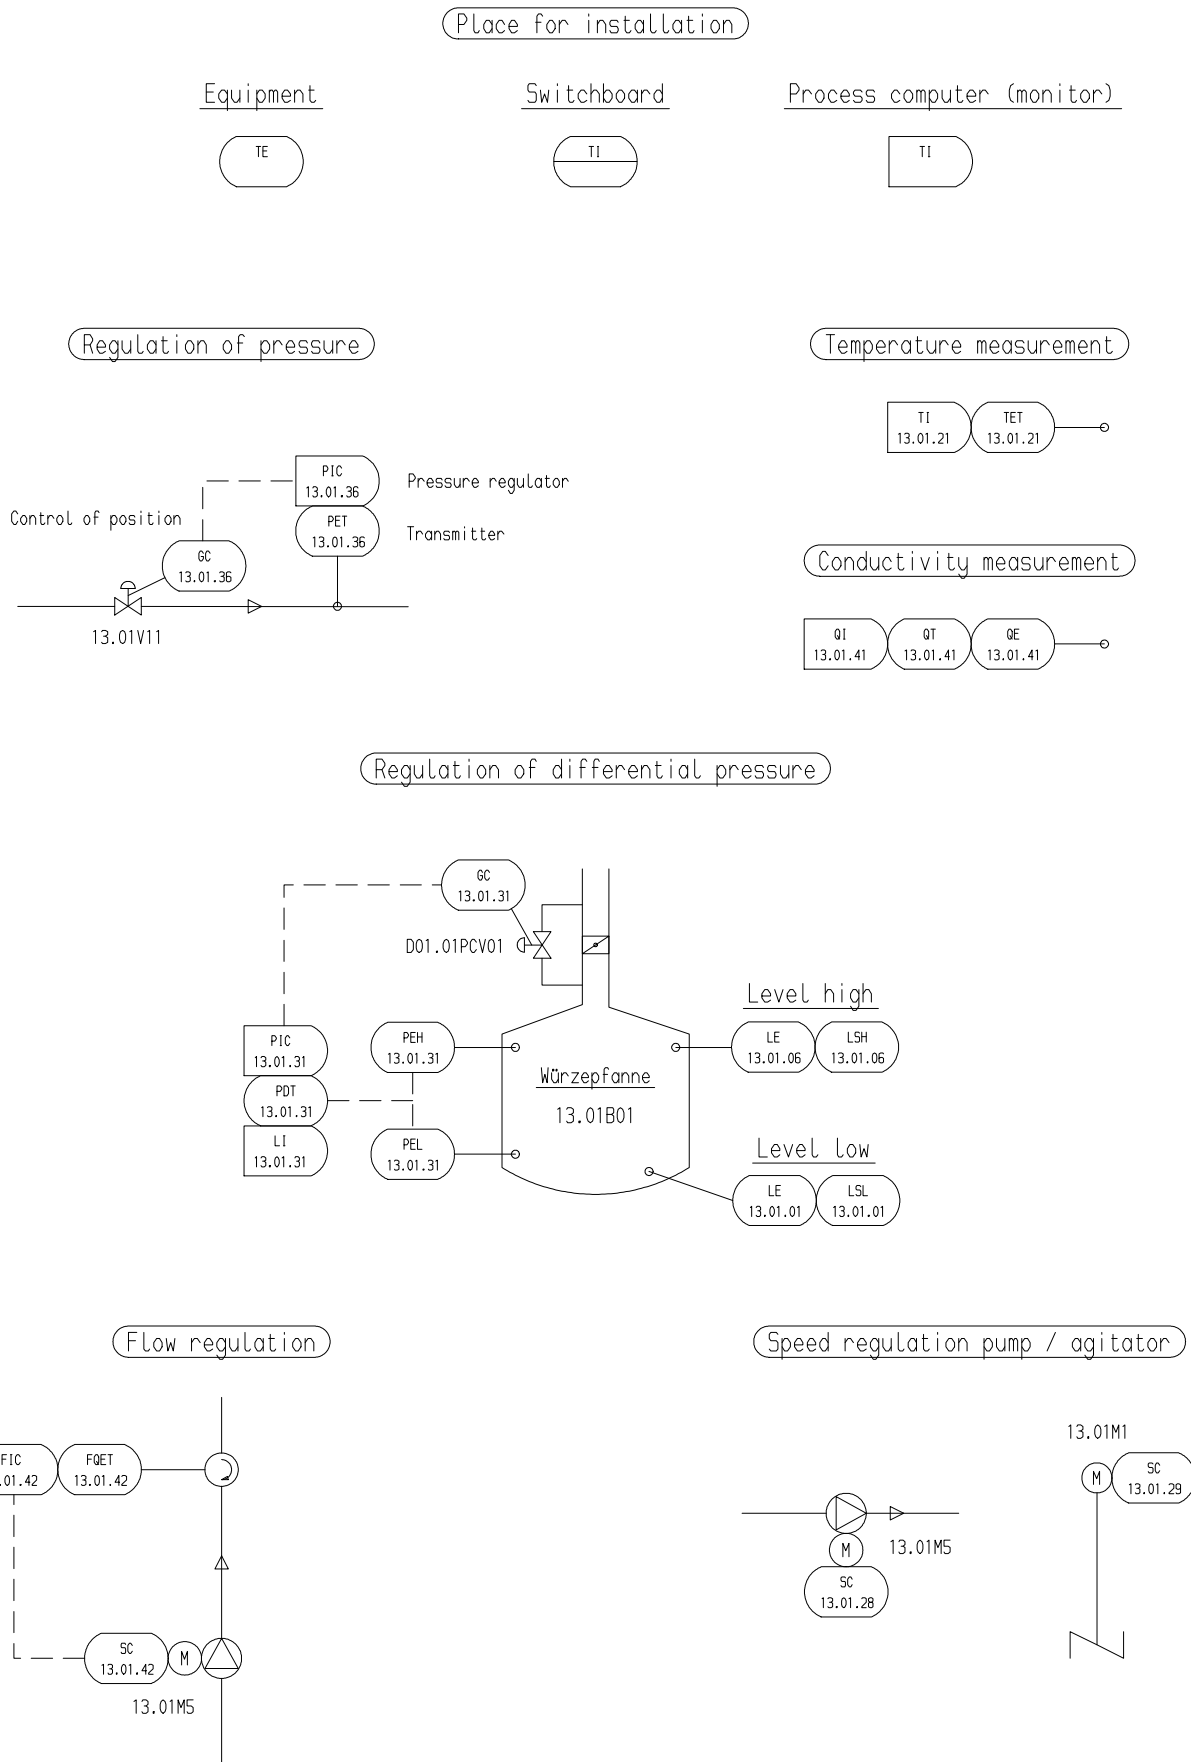 Place for installation
Equipment
Switchboard
Process computer (monitor)
TE
TI
TI
Regulation of pressure
Temperature measurement
TI
13.01.21
TET
13.01.21
PIC
13.01.36
Pressure regulator
Control of position
PET
13.01.36
Transmitter
GC
13.01.36
13.01V11
Conductivity measurement
QI
13.01.41
QT
13.01.41
QE
13.01.41
Regulation of differential pressure
GC
13.01.31
D01.01PCV01
Level high
PIC
13.01.31
PEH
13.01.31
LE
13.01.06
LSH
13.01.06
Würzepfanne
13.01B01
PDT
13.01.31
LI
13.01.31
PEL
13.01.31
Level low
LE
13.01.01
LSL
13.01.01
Flow regulation
Speed regulation pump / agitator
FIC
.01.42
FQET
13.01.42
SC
13.01.42
M
13.01M5
13.01M1
M
SC
13.01.29
M
13.01M5
SC
13.01.28